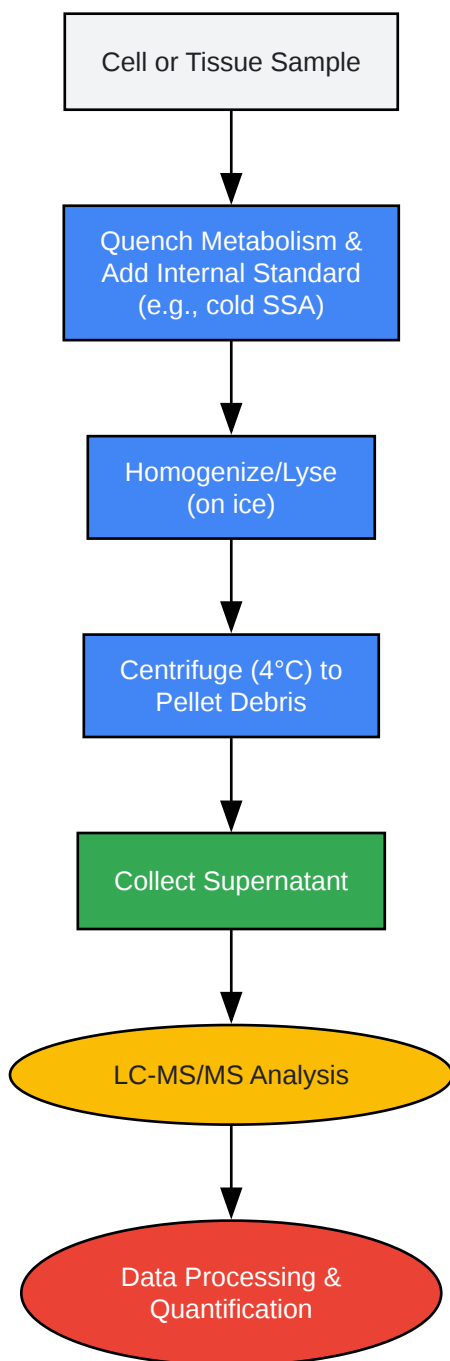 Cell or Tissue Sample
Quench Metabolism &
Add Internal Standard
(e.g., cold SSA)
Homogenize/Lyse
(on ice)
Centrifuge (4°C) to
Pellet Debris
Collect Supernatant
LC-MS/MS Analysis
Data Processing &
Quantification